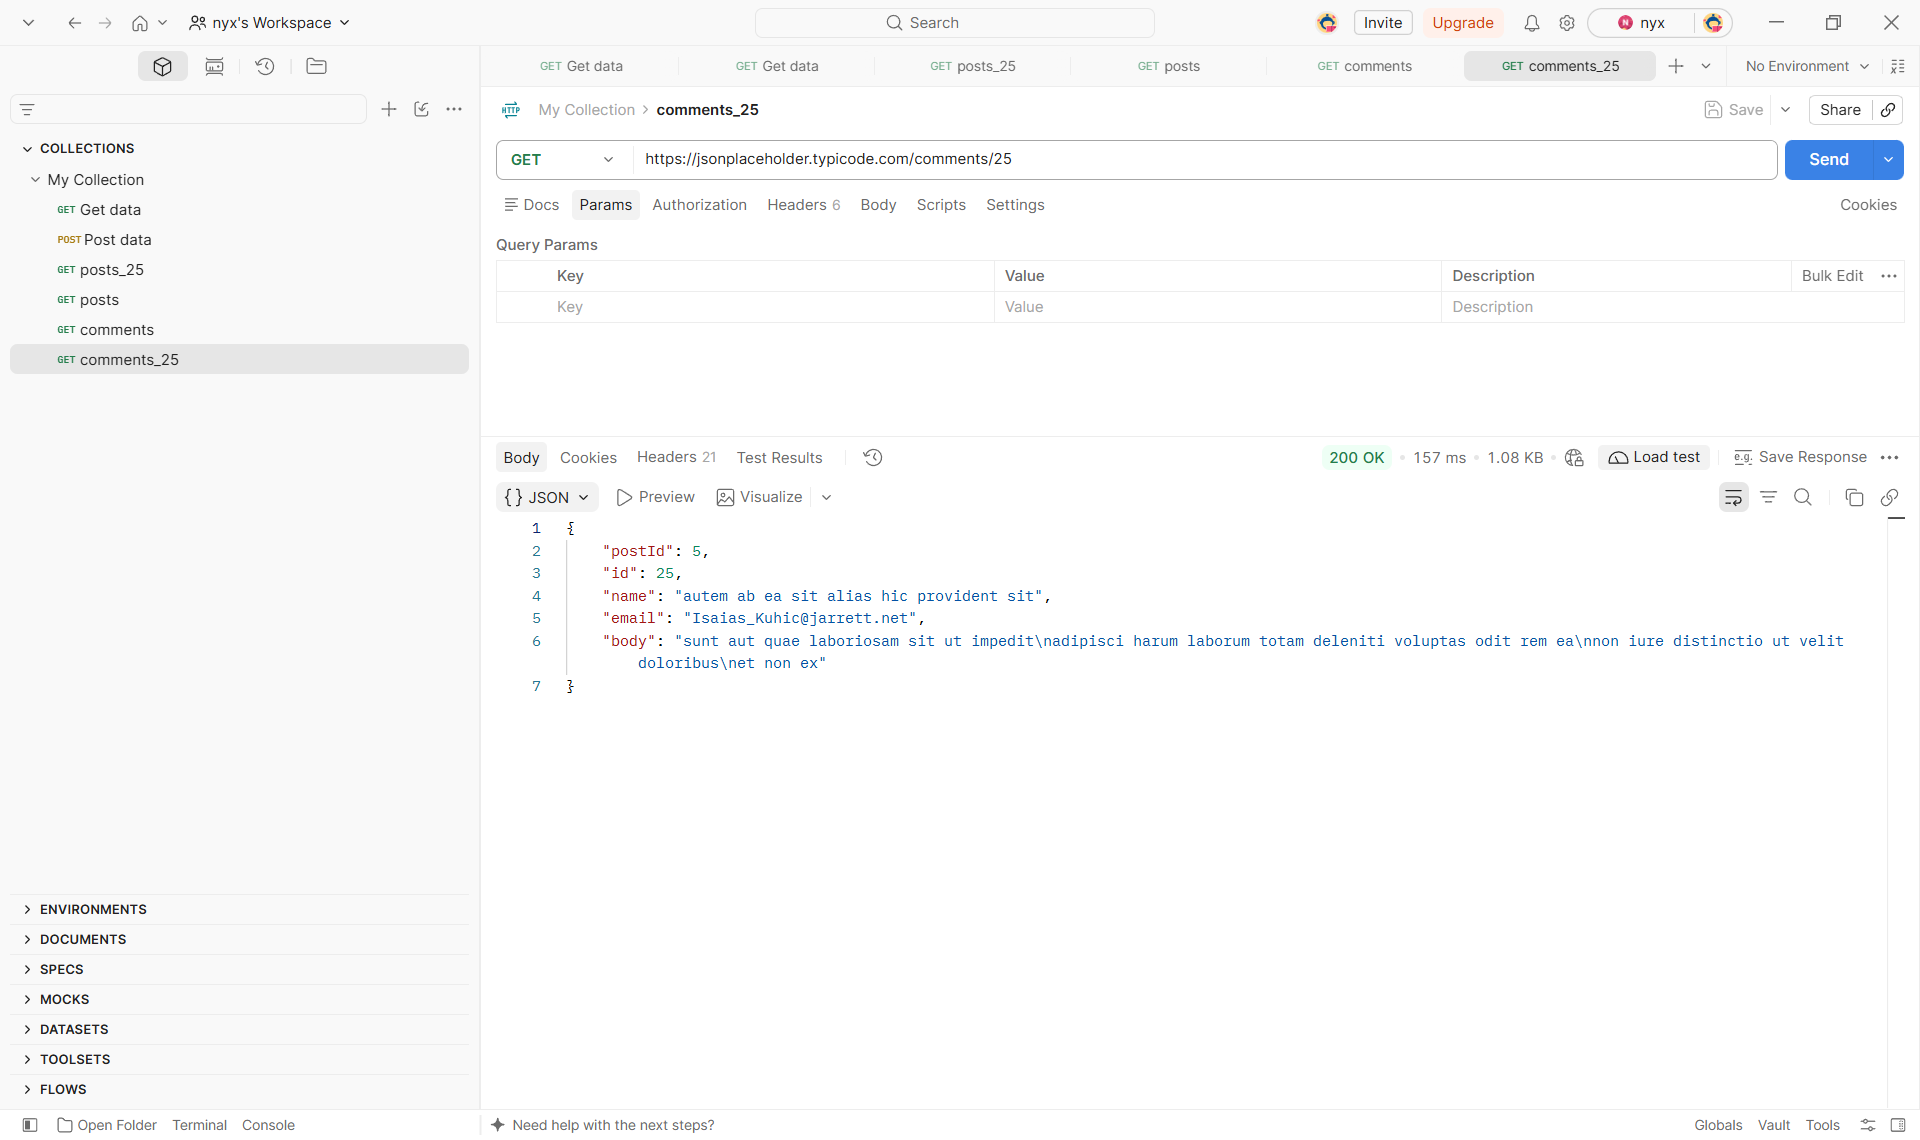 nyx's Workspace
Search
Invite
Upgrade
N
nyx
GET Get data
GET Get data
GET posts_25
GET posts
GET comments
GET comments_25
No Environment
COLLECTIONS
My Collection
GET Get data
POST Post data
GET posts_25
GET posts
GET comments
GET comments_25
ENVIRONMENTS
DOCUMENTS
SPECS
MOCKS
DATASETS
TOOLSETS
FLOWS
HTTP My Collection > comments_25
Save
Share
GET https://jsonplaceholder.typicode.com/comments/25
Send
Docs Params Authorization Headers 6 Body Scripts Settings
Cookies
Query Params
Key Value Description Bulk Edit
Key Value Description
Body Cookies Headers 21 Test Results
200 OK • 157 ms • 1.08 KB
Load test
e.g. Save Response
{} JSON Preview Visualize
1 {
2 "postId": 5,
3 "id": 25,
4 "name": "autem ab ea sit alias hic provident sit",
5 "email": "Isaias_Kuhic@jarrett.net",
6 "body": "sunt aut quae laboriosam sit ut impedit\nadipisci harum laborum totam deleniti voluptas odit rem ea\nnon iure distinctio ut velit
doloribus\net non ex"
7 }
Open Folder Terminal Console
Need help with the next steps?
Globals Vault Tools